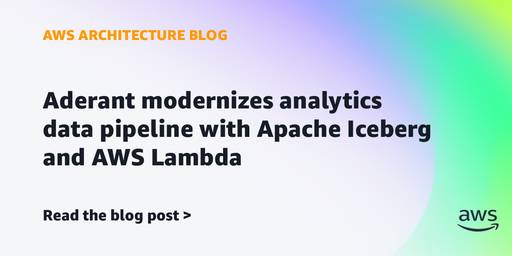 AWS ARCHITECTURE BLOG
Aderant modernizes analytics
data pipeline with Apache Iceberg
and AWS Lambda
Read the blog post >
aws